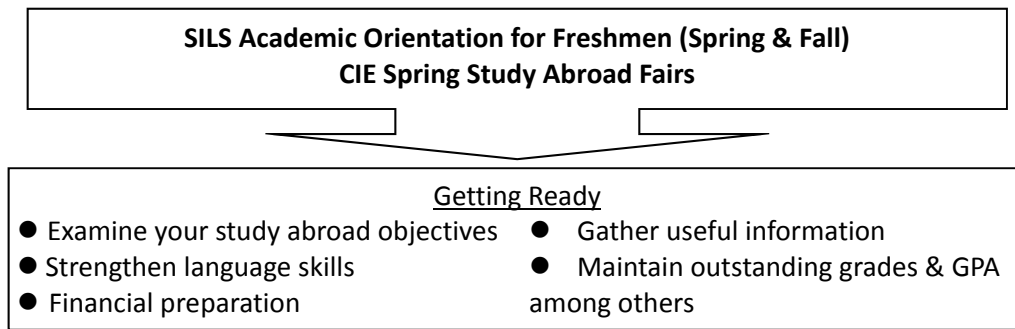 SILS Academic Orientation for Freshmen (Spring & Fall)
CIE Spring Study Abroad Fairs
Getting Ready
● Examine your study abroad objectives
● Strengthen language skills
● Financial preparation
● Gather useful information
● Maintain outstanding grades & GPA
among others